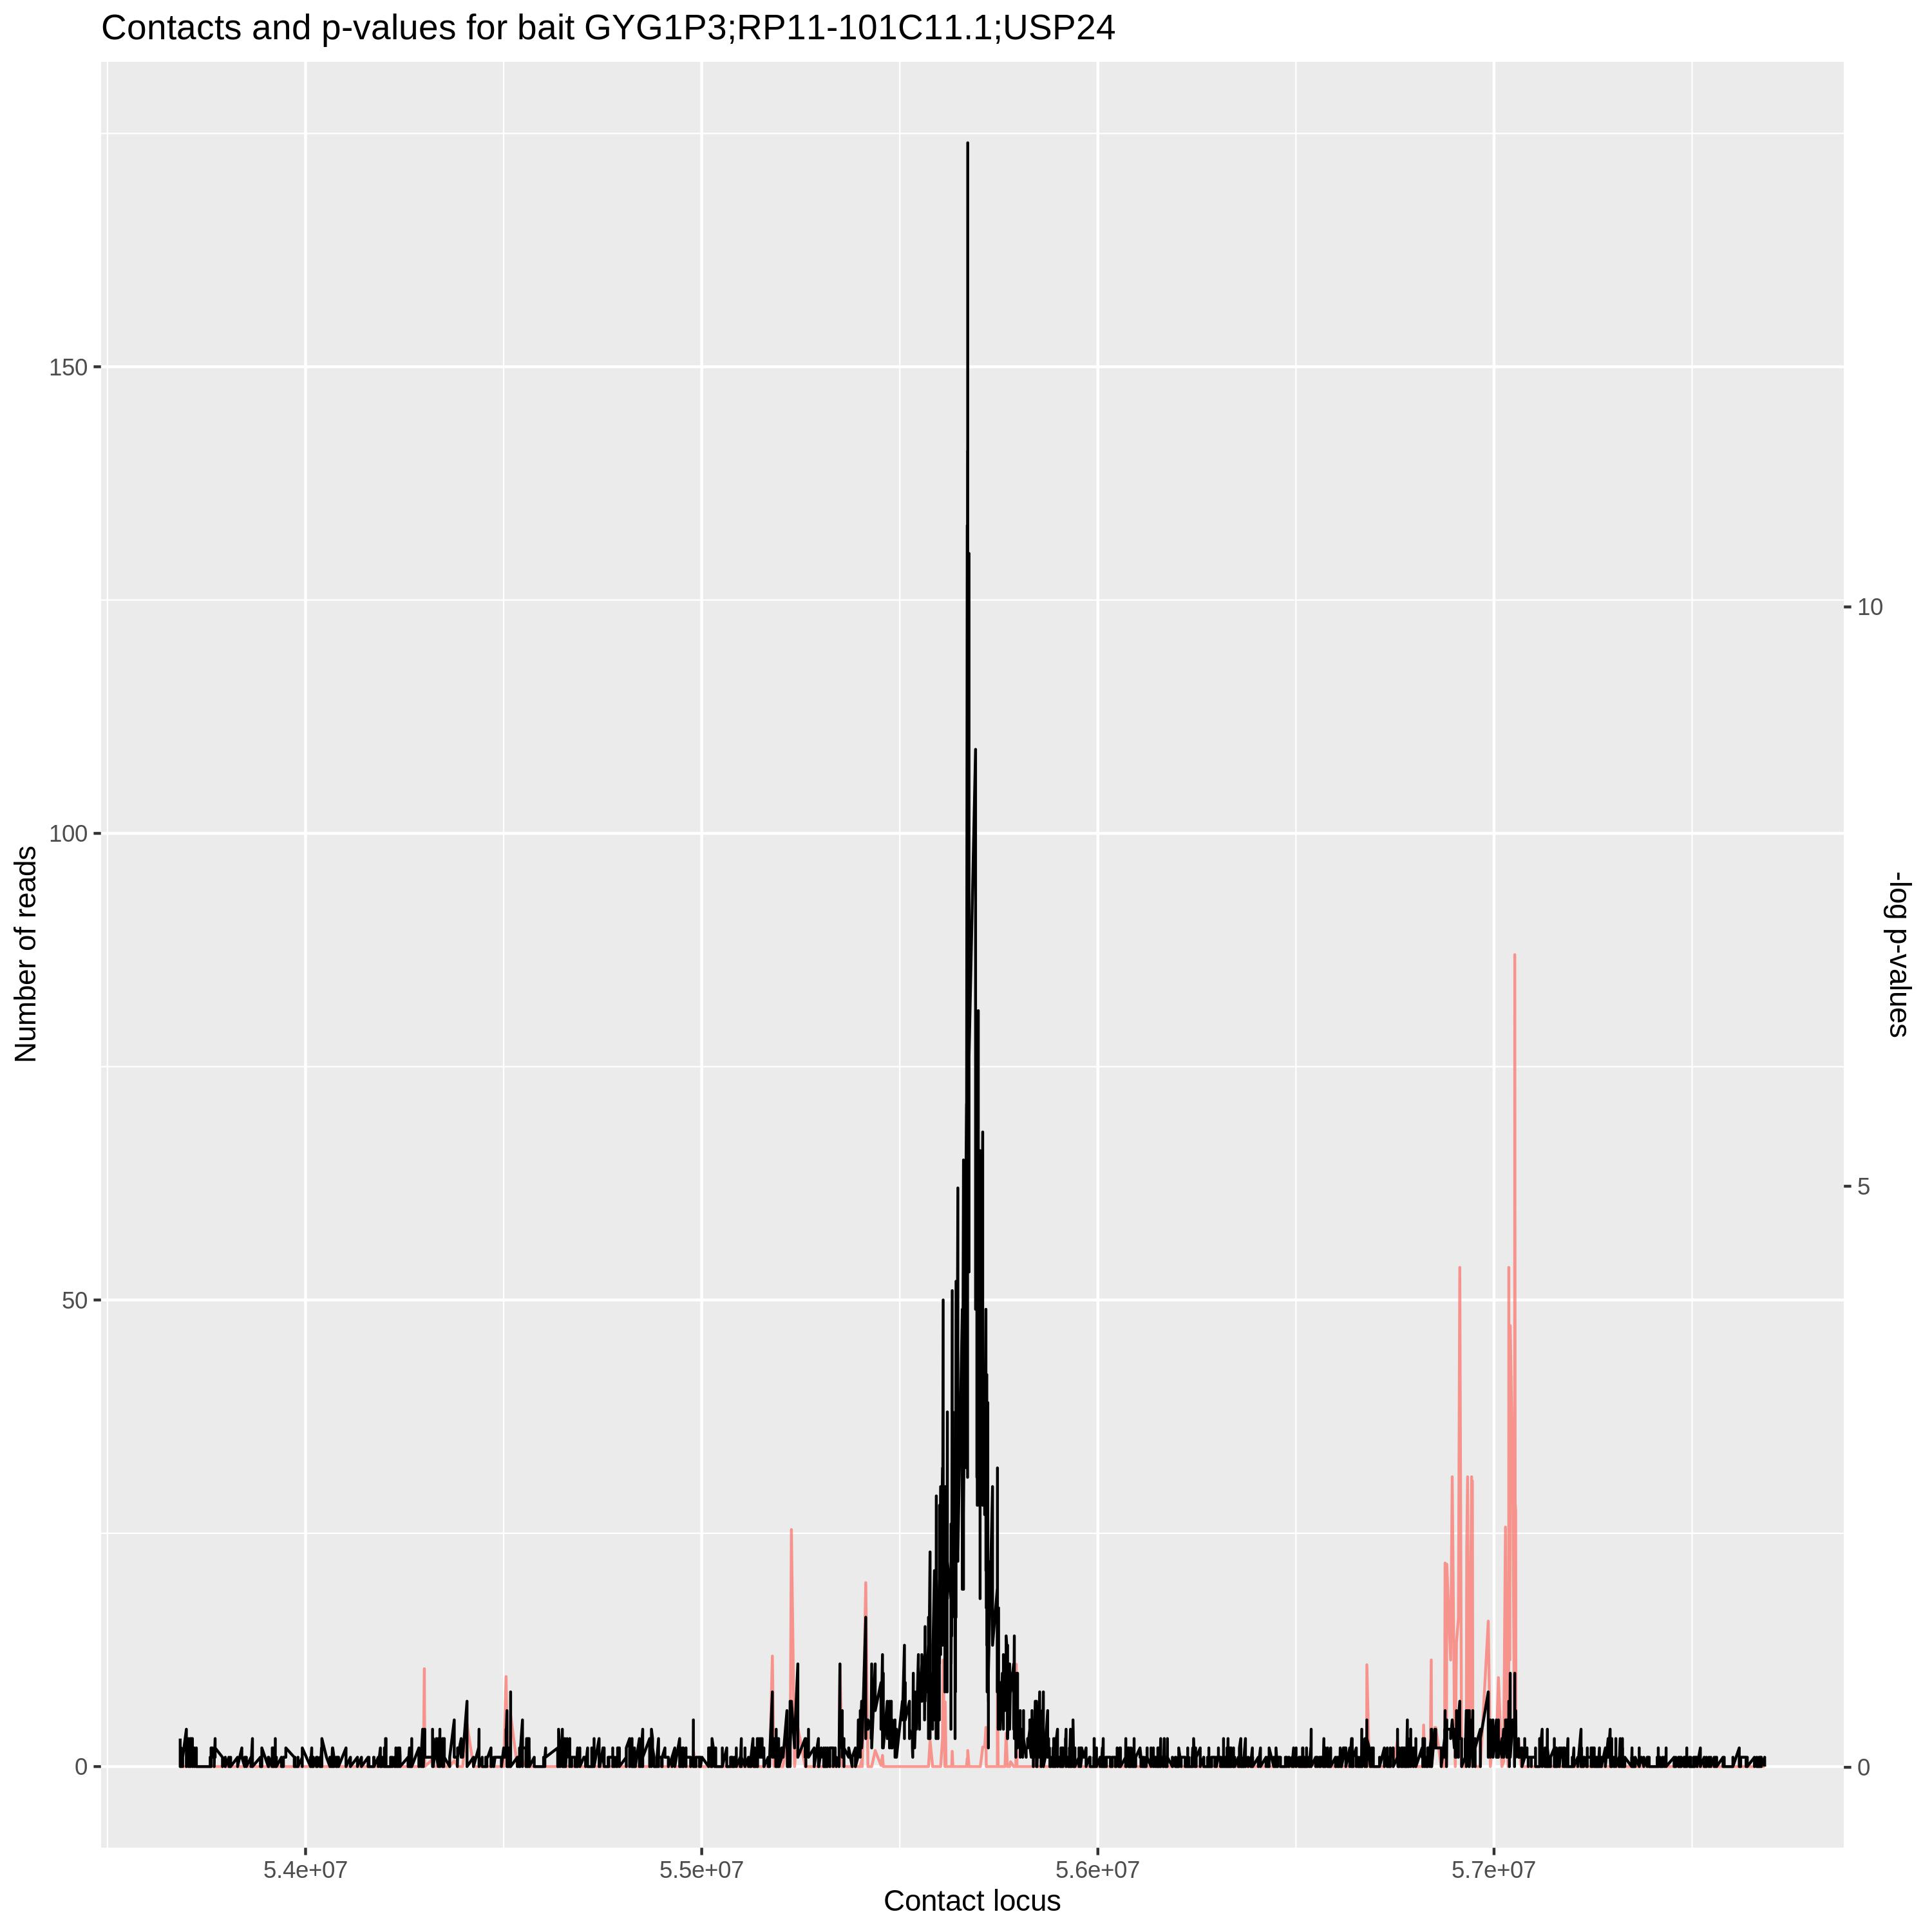 Contacts and p-values for bait GYG1P3;RP11-101C11.1;USP24
150
100
50
0
Number of reads
10
5
0
-log p-values
5.4e+07
5.5e+07
5.6e+07
5.7e+07
Contact locus